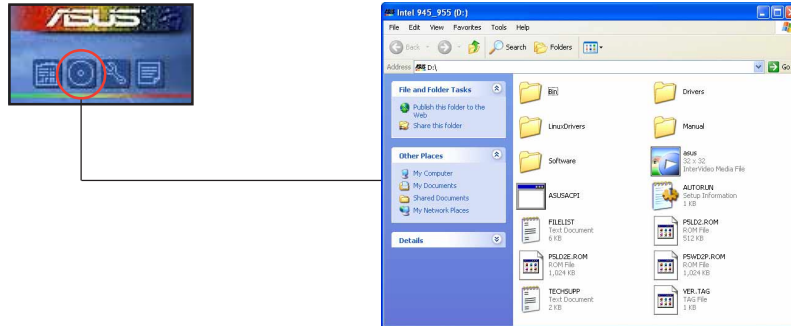 ASUS
Intel 945_955 (D:)
File Edit View Favorites Tools Help
Back Search Folders
Address D:\ Go
File and Folder Tasks
Publish this folder to the
Web
Share this folder
Other Places
My Computer
My Documents
Shared Documents
My Network Places
Details
Bin
Drivers
LinuxDrivers
Manual
Software
asus
32 x 32
InterVideo Media File
ASUSACPI
AUTORUN
Setup Information
1 KB
FILELIST
Text Document
6 KB
P5LD2.ROM
ROM File
512 KB
P5LD2E.ROM
ROM File
1,024 KB
P5WD2P.ROM
ROM File
1,024 KB
TECHSUPP
Text Document
2 KB
VER.TAG
TAG File
1 KB